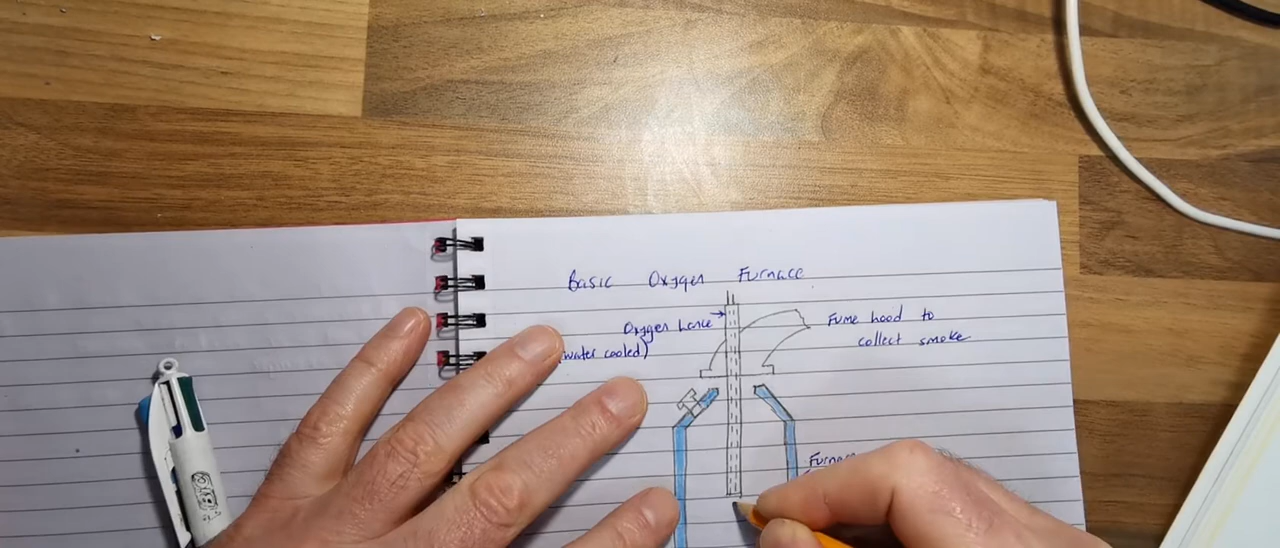 Basic Oxygen Furnace
Oxygen Lance
(water cooled)
Fume hood to
collect smoke